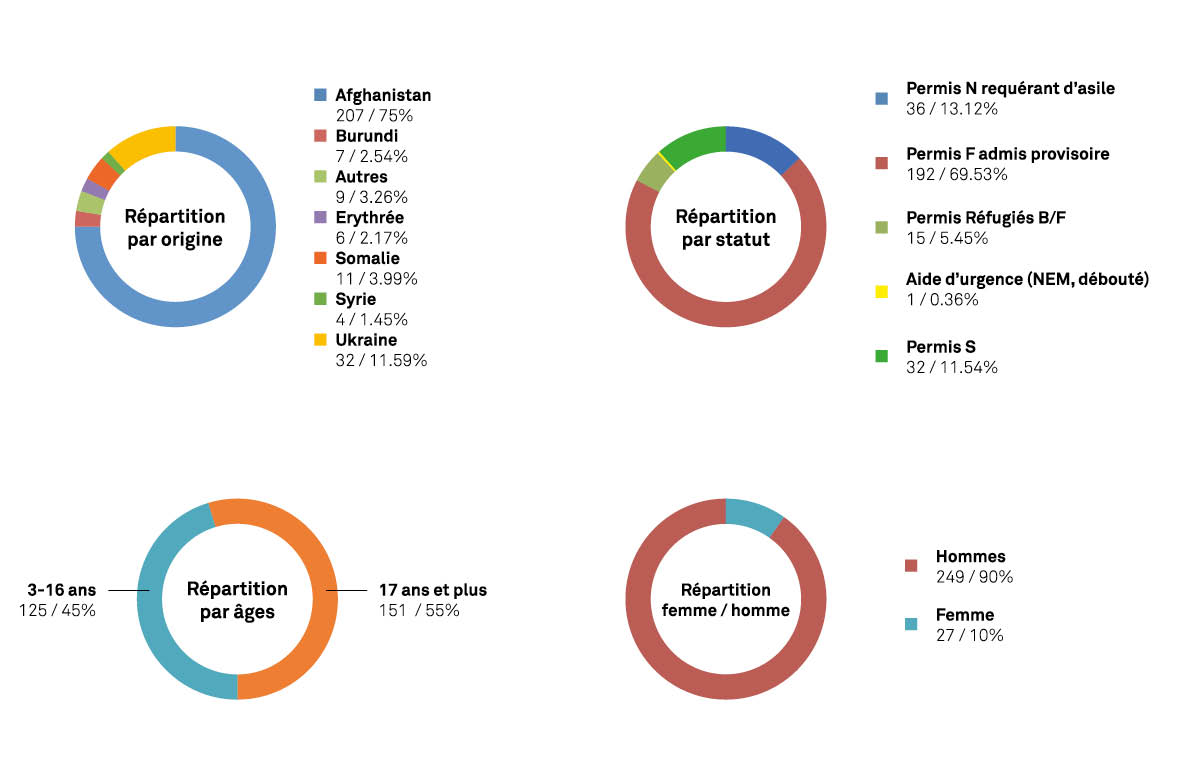 Répartition
par origine
Afghanistan
207 / 75%
Burundi
7 / 2.54%
Autres
9 / 3.26%
Erythrée
6 / 2.17%
Somalie
11 / 3.99%
Syrie
4 / 1.45%
Ukraine
32 / 11.59%
Répartition
par statut
Permis N requérant d'asile
36 / 13.12%
Permis F admis provisoire
192 / 69.53%
Permis Réfugiés B/F
15 / 5.45%
Aide d'urgence (NEM, débouté)
1 / 0.36%
Permis S
32 / 11.54%
3-16 ans
125 / 45%
Répartition
par âges
17 ans et plus
151 / 55%
Répartition
femme / homme
Hommes
249 / 90%
Femme
27 / 10%